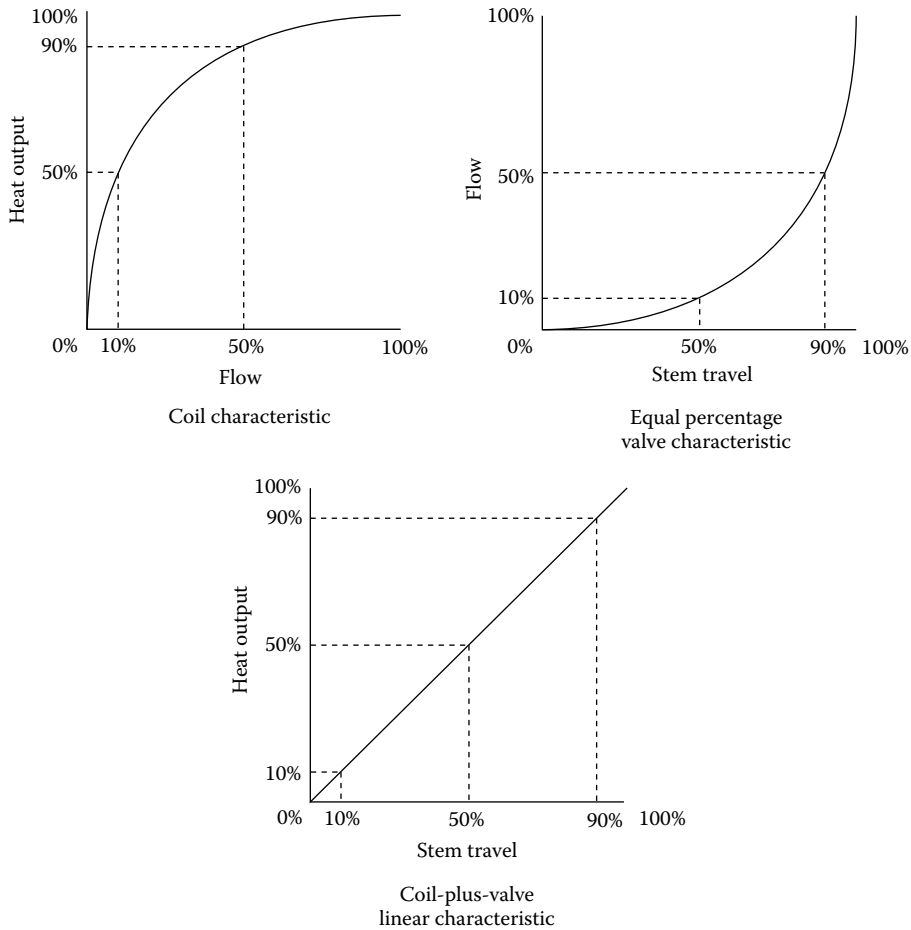 100%
90%
50%
0%
10%
50%
100%
Heat output
Flow
Coil characteristic
100%
50%
10%
0%
50%
90%
100%
Flow
Stem travel
Equal percentage
valve characteristic
100%
90%
50%
10%
0%
10%
50%
90%
100%
Heat output
Stem travel
Coil-plus-valve
linear characteristic